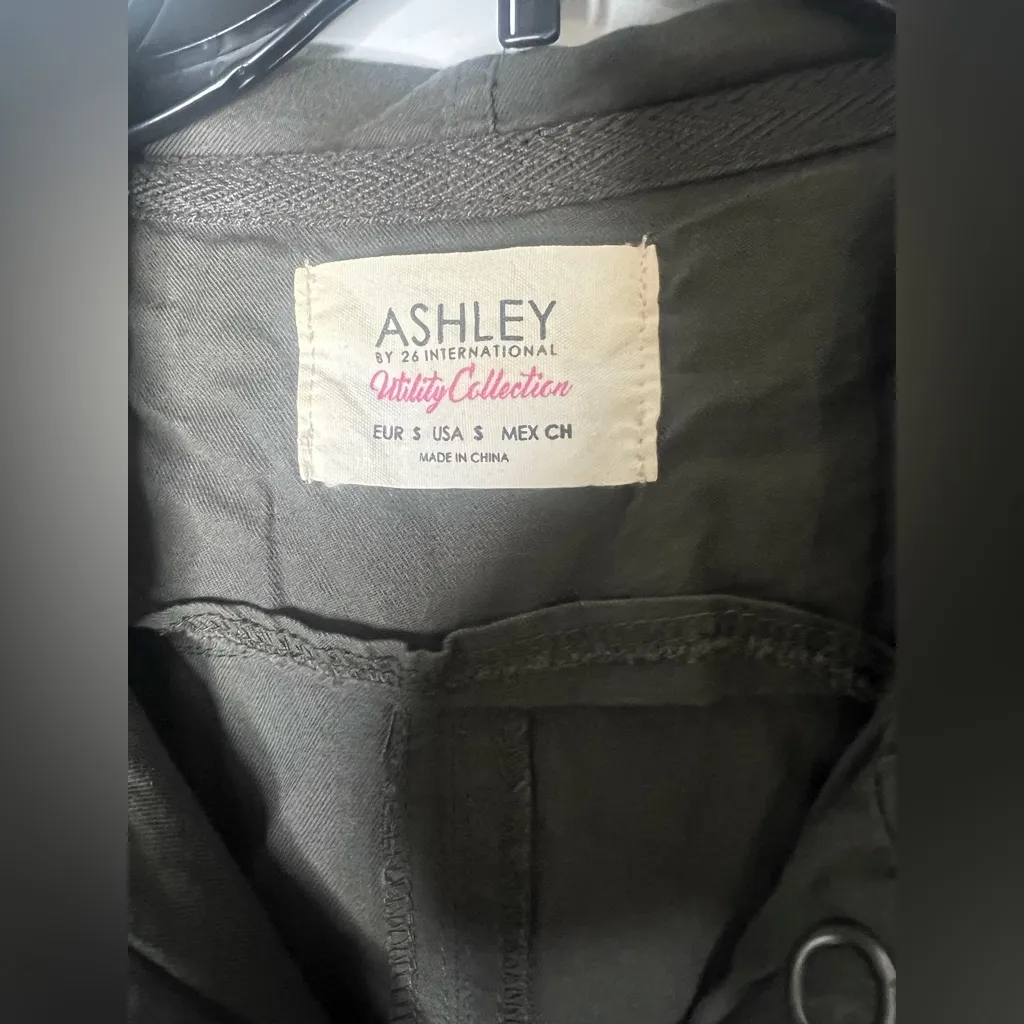 ASHLEY
BY 26 INTERNATIONAL
Utility Collection
EUR S USA S MEX CH
MADE IN CHINA